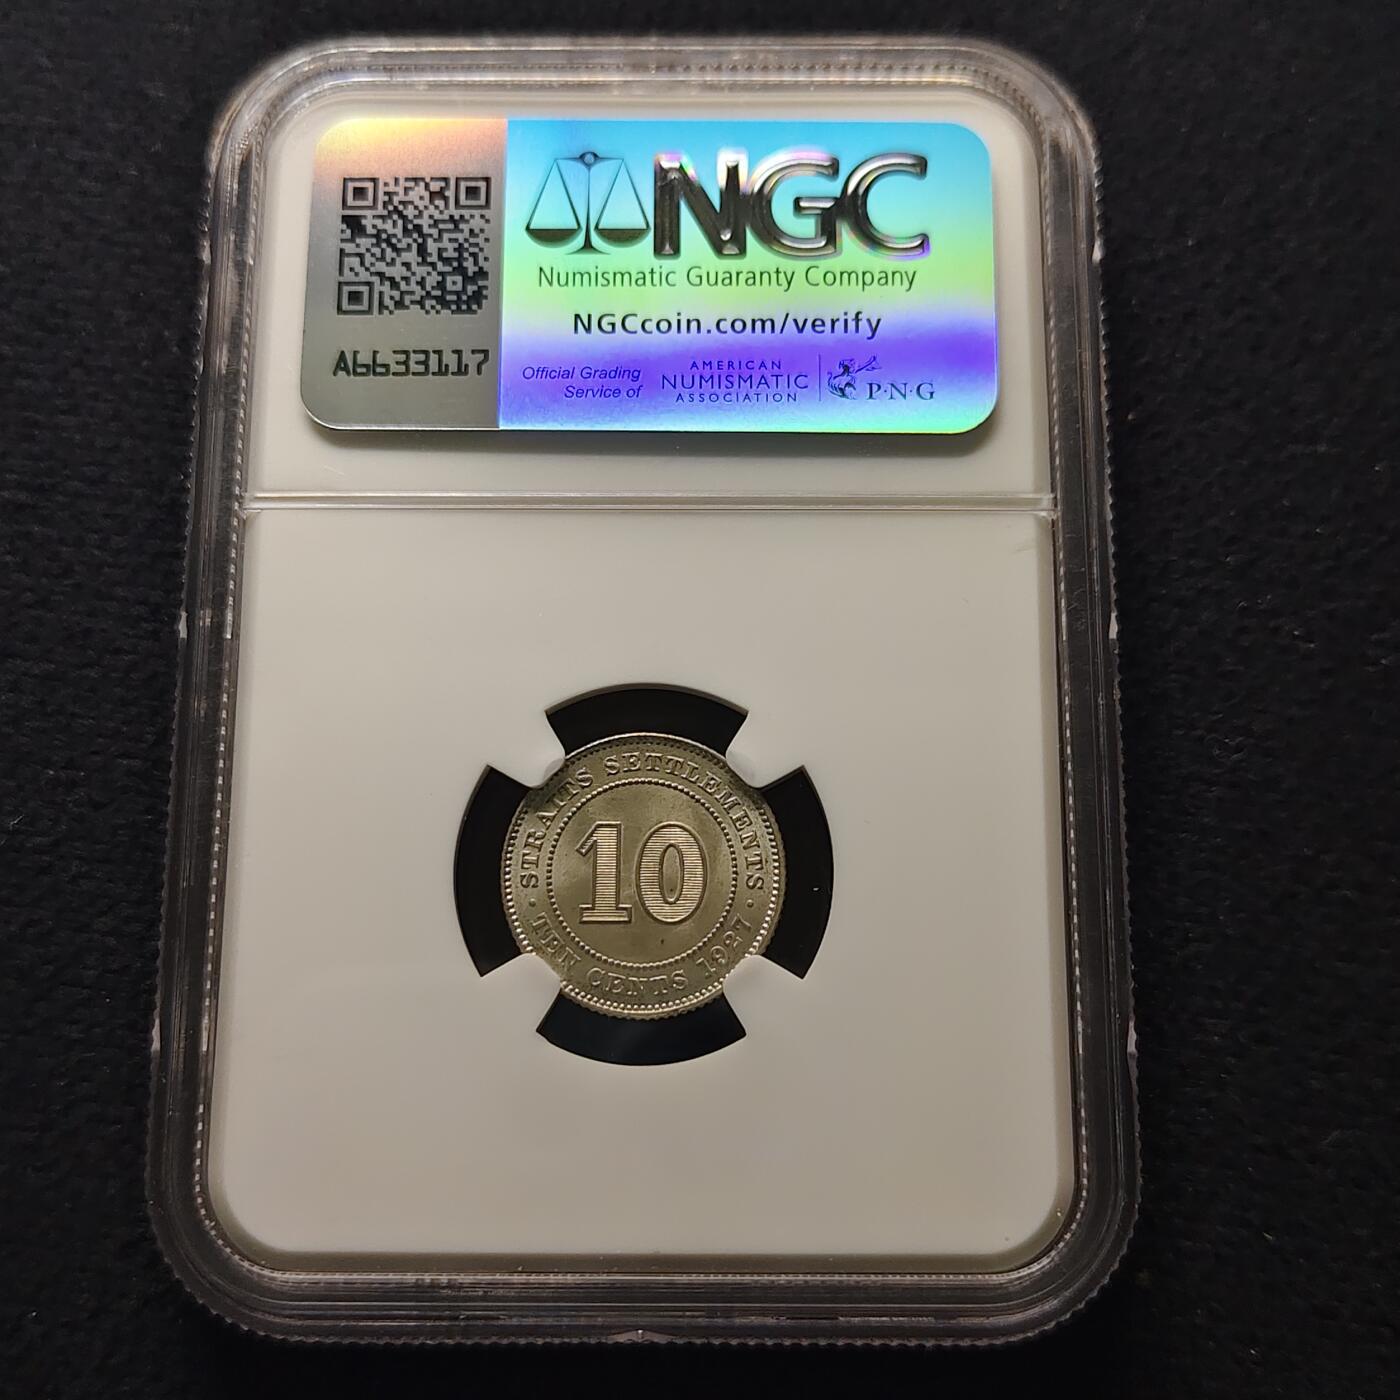 NGC
Numismatic Guaranty Company
NGCcoin.com/verify
A6633117
Official Grading
Service of
AMERICAN
NUMISMATIC
ASSOCIATION
P·N·G
· STRAITS SETTLEMENTS ·
10
TEN CENTS 1927